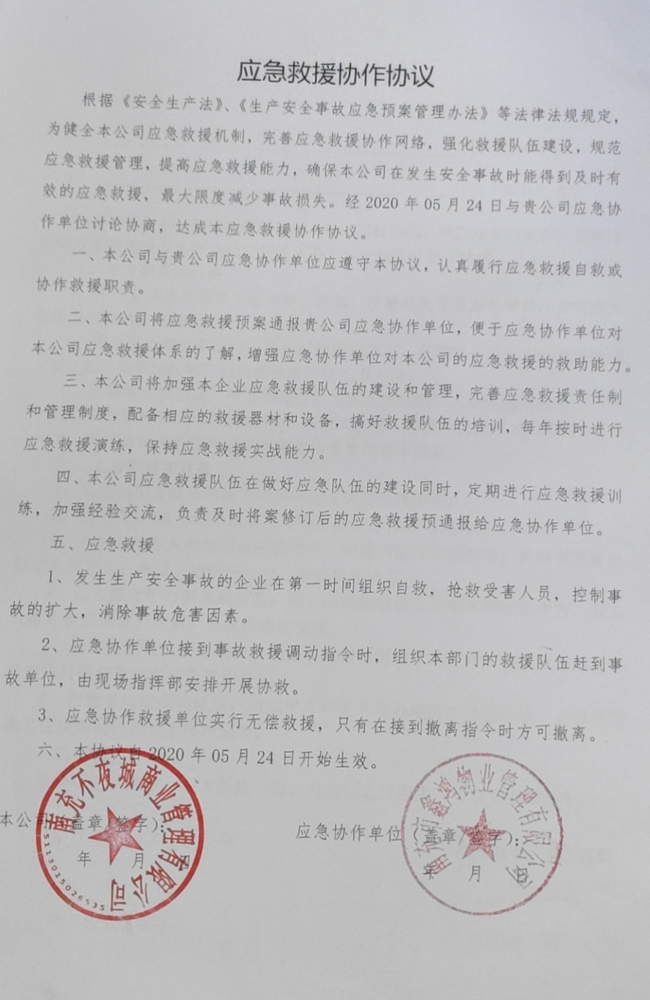 应急救援协作协议
根据《安全生产法》、《生产安全事故应急预案管理办法》等法律法规规定，
为健全本公司应急救援机制，完善应急救援协作网络，强化救援队伍建设，规范
应急救援管理，提高应急救援能力，确保本公司在发生安全事故时能得到及时有
效的应急救援，最大限度减少事故损失。经 2020 年 05 月 24 日与贵公司应急协
作单位讨论协商，达成本应急救援协作协议。
一、本公司与贵公司应急协作单位应遵守本协议，认真履行应急救援自救或
协作救援职责。
二、本公司将应急救援预案通报贵公司应急协作单位，便于应急协作单位对
本公司应急救援体系的了解，增强应急协作单位对本公司的应急救援的救助能力。
三、本公司将加强本企业应急救援队伍的建设和管理，完善应急救援责任制
和管理制度，配备相应的救援器材和设备，搞好救援队伍的培训，每年按时进行
应急救援演练，保持应急救援实战能力。
四、本公司应急救援队伍在做好应急队伍的建设同时，定期进行应急救援训
练，加强经验交流，负责及时将案修订后的应急救援预通报给应急协作单位。
五、应急救援
1、发生生产安全事故的企业在第一时间组织自救，抢救受害人员，控制事
故的扩大，消除事故危害因素。
2、应急协作单位接到事故救援调动指令时，组织本部门的救援队伍赶到事
故单位，由现场指挥部安排开展协救。
3、应急协作救援单位实行无偿救援，只有在接到撤离指令时方可撤离。
六、本协议自 2020 年 05 月 24 日开始生效。
本公司（盖章/签字）：
应急协作单位（盖章/签字）：
年 月 日
年 月 日
南充不夜城商业管理有限公司
5113015026535
南充市鑫鸿物业管理有限公司